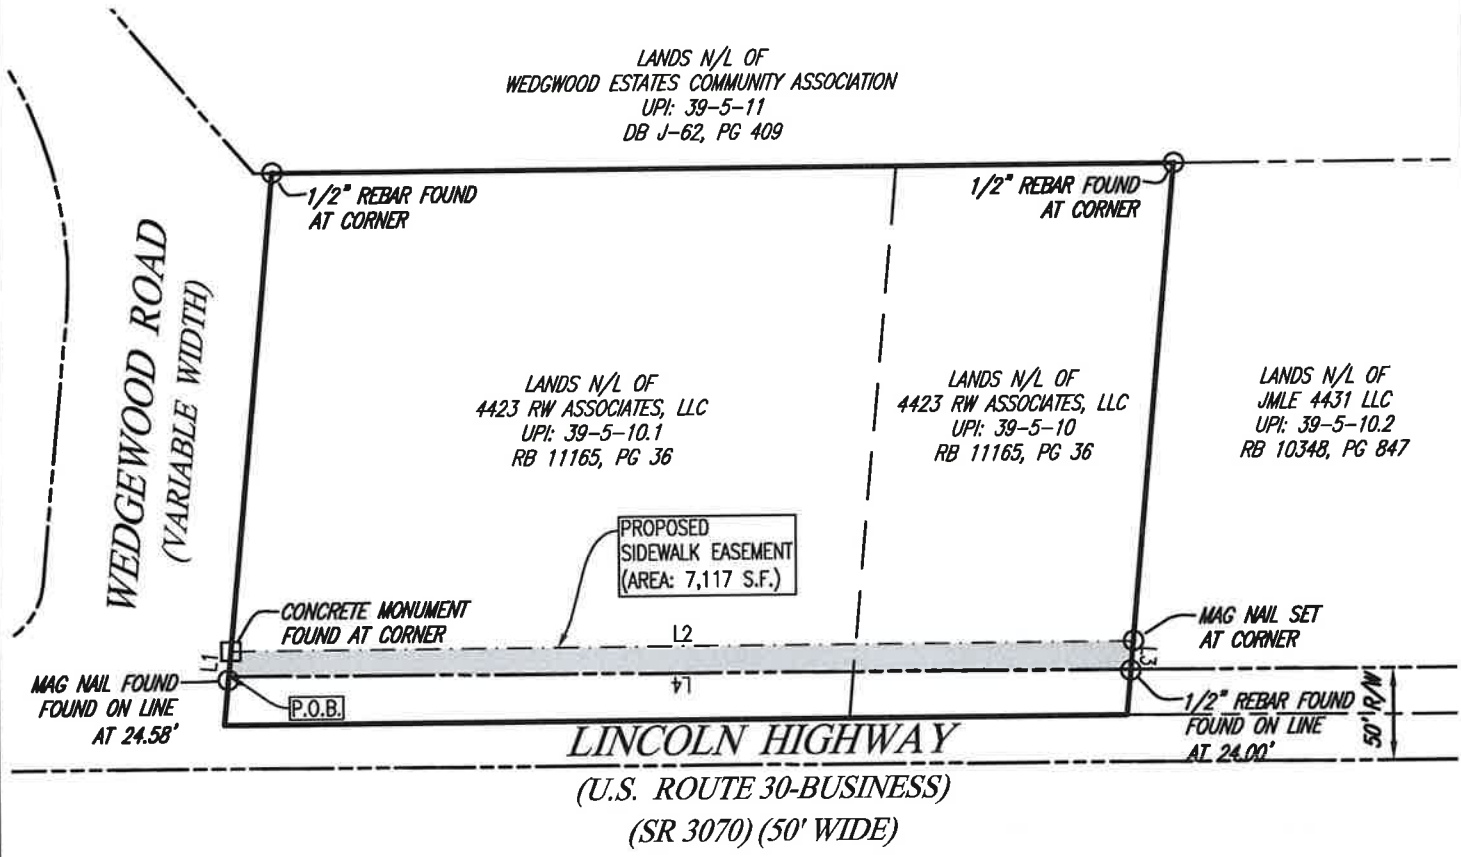 LANDS N/L OF
WEDGWOOD ESTATES COMMUNITY ASSOCIATION
UPI: 39-5-11
DB J-62, PG 409
1/2" REBAR FOUND
AT CORNER
1/2" REBAR FOUND
AT CORNER
WEDGEWOOD ROAD
(VARIABLE WIDTH)
LANDS N/L OF
4423 RW ASSOCIATES, LLC
UPI: 39-5-10.1
RB 11165, PG 36
LANDS N/L OF
4423 RW ASSOCIATES, LLC
UPI: 39-5-10
RB 11165, PG 36
LANDS N/L OF
JMLE 4431 LLC
UPI: 39-5-10.2
RB 10348, PG 847
PROPOSED
SIDEWALK EASEMENT
(AREA: 7,117 S.F.)
CONCRETE MONUMENT
FOUND AT CORNER
L1
L2
MAG NAIL SET
AT CORNER
L3
MAG NAIL FOUND
FOUND ON LINE
AT 24.58'
P.O.B.
L4
1/2" REBAR FOUND
FOUND ON LINE
AT 24.00'
50' R/W
LINCOLN HIGHWAY
(U.S. ROUTE 30-BUSINESS)
(SR 3070) (50' WIDE)